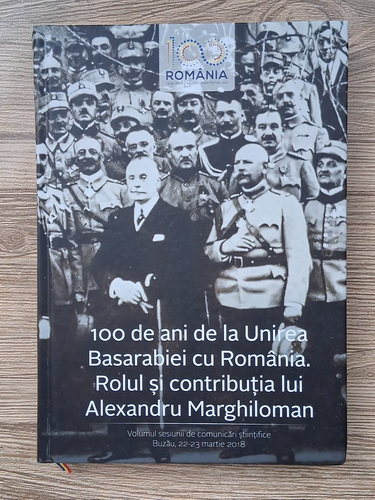 100
ROMÂNIA
100 de ani de la Unirea
Basarabiei cu România.
Rolul și contribuția lui
Alexandru Marghiloman
Volumul sesiunii de comunicări științifice
Buzău, 22-23 martie 2018